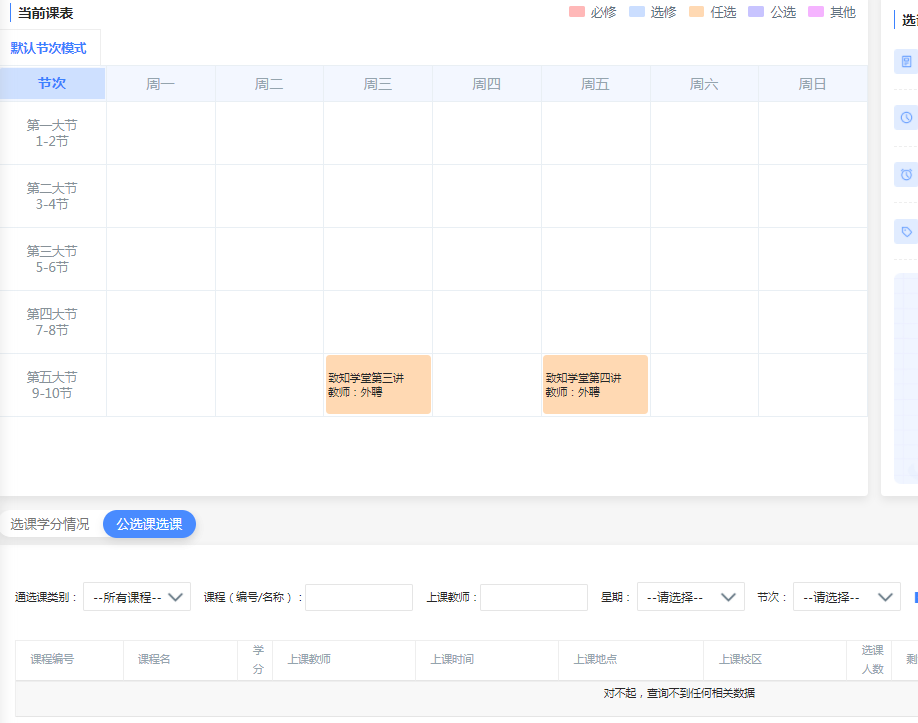 当前课表
必修 选修 任选 公选 其他
默认节次模式
节次 周一 周二 周三 周四 周五 周六 周日
第一大节
1-2节
第二大节
3-4节
第三大节
5-6节
第四大节
7-8节
第五大节
9-10节
致知学堂第三讲
教师：外聘
致知学堂第四讲
教师：外聘
选课学分情况 公选课选课
通选课类别： --所有课程-- 课程（编号/名称）： 上课教师： 星期： --请选择-- 节次： --请选择--
课程编号 课程名 学分 上课教师 上课时间 上课地点 上课校区 选课人数 剩
对不起，查询不到任何相关数据